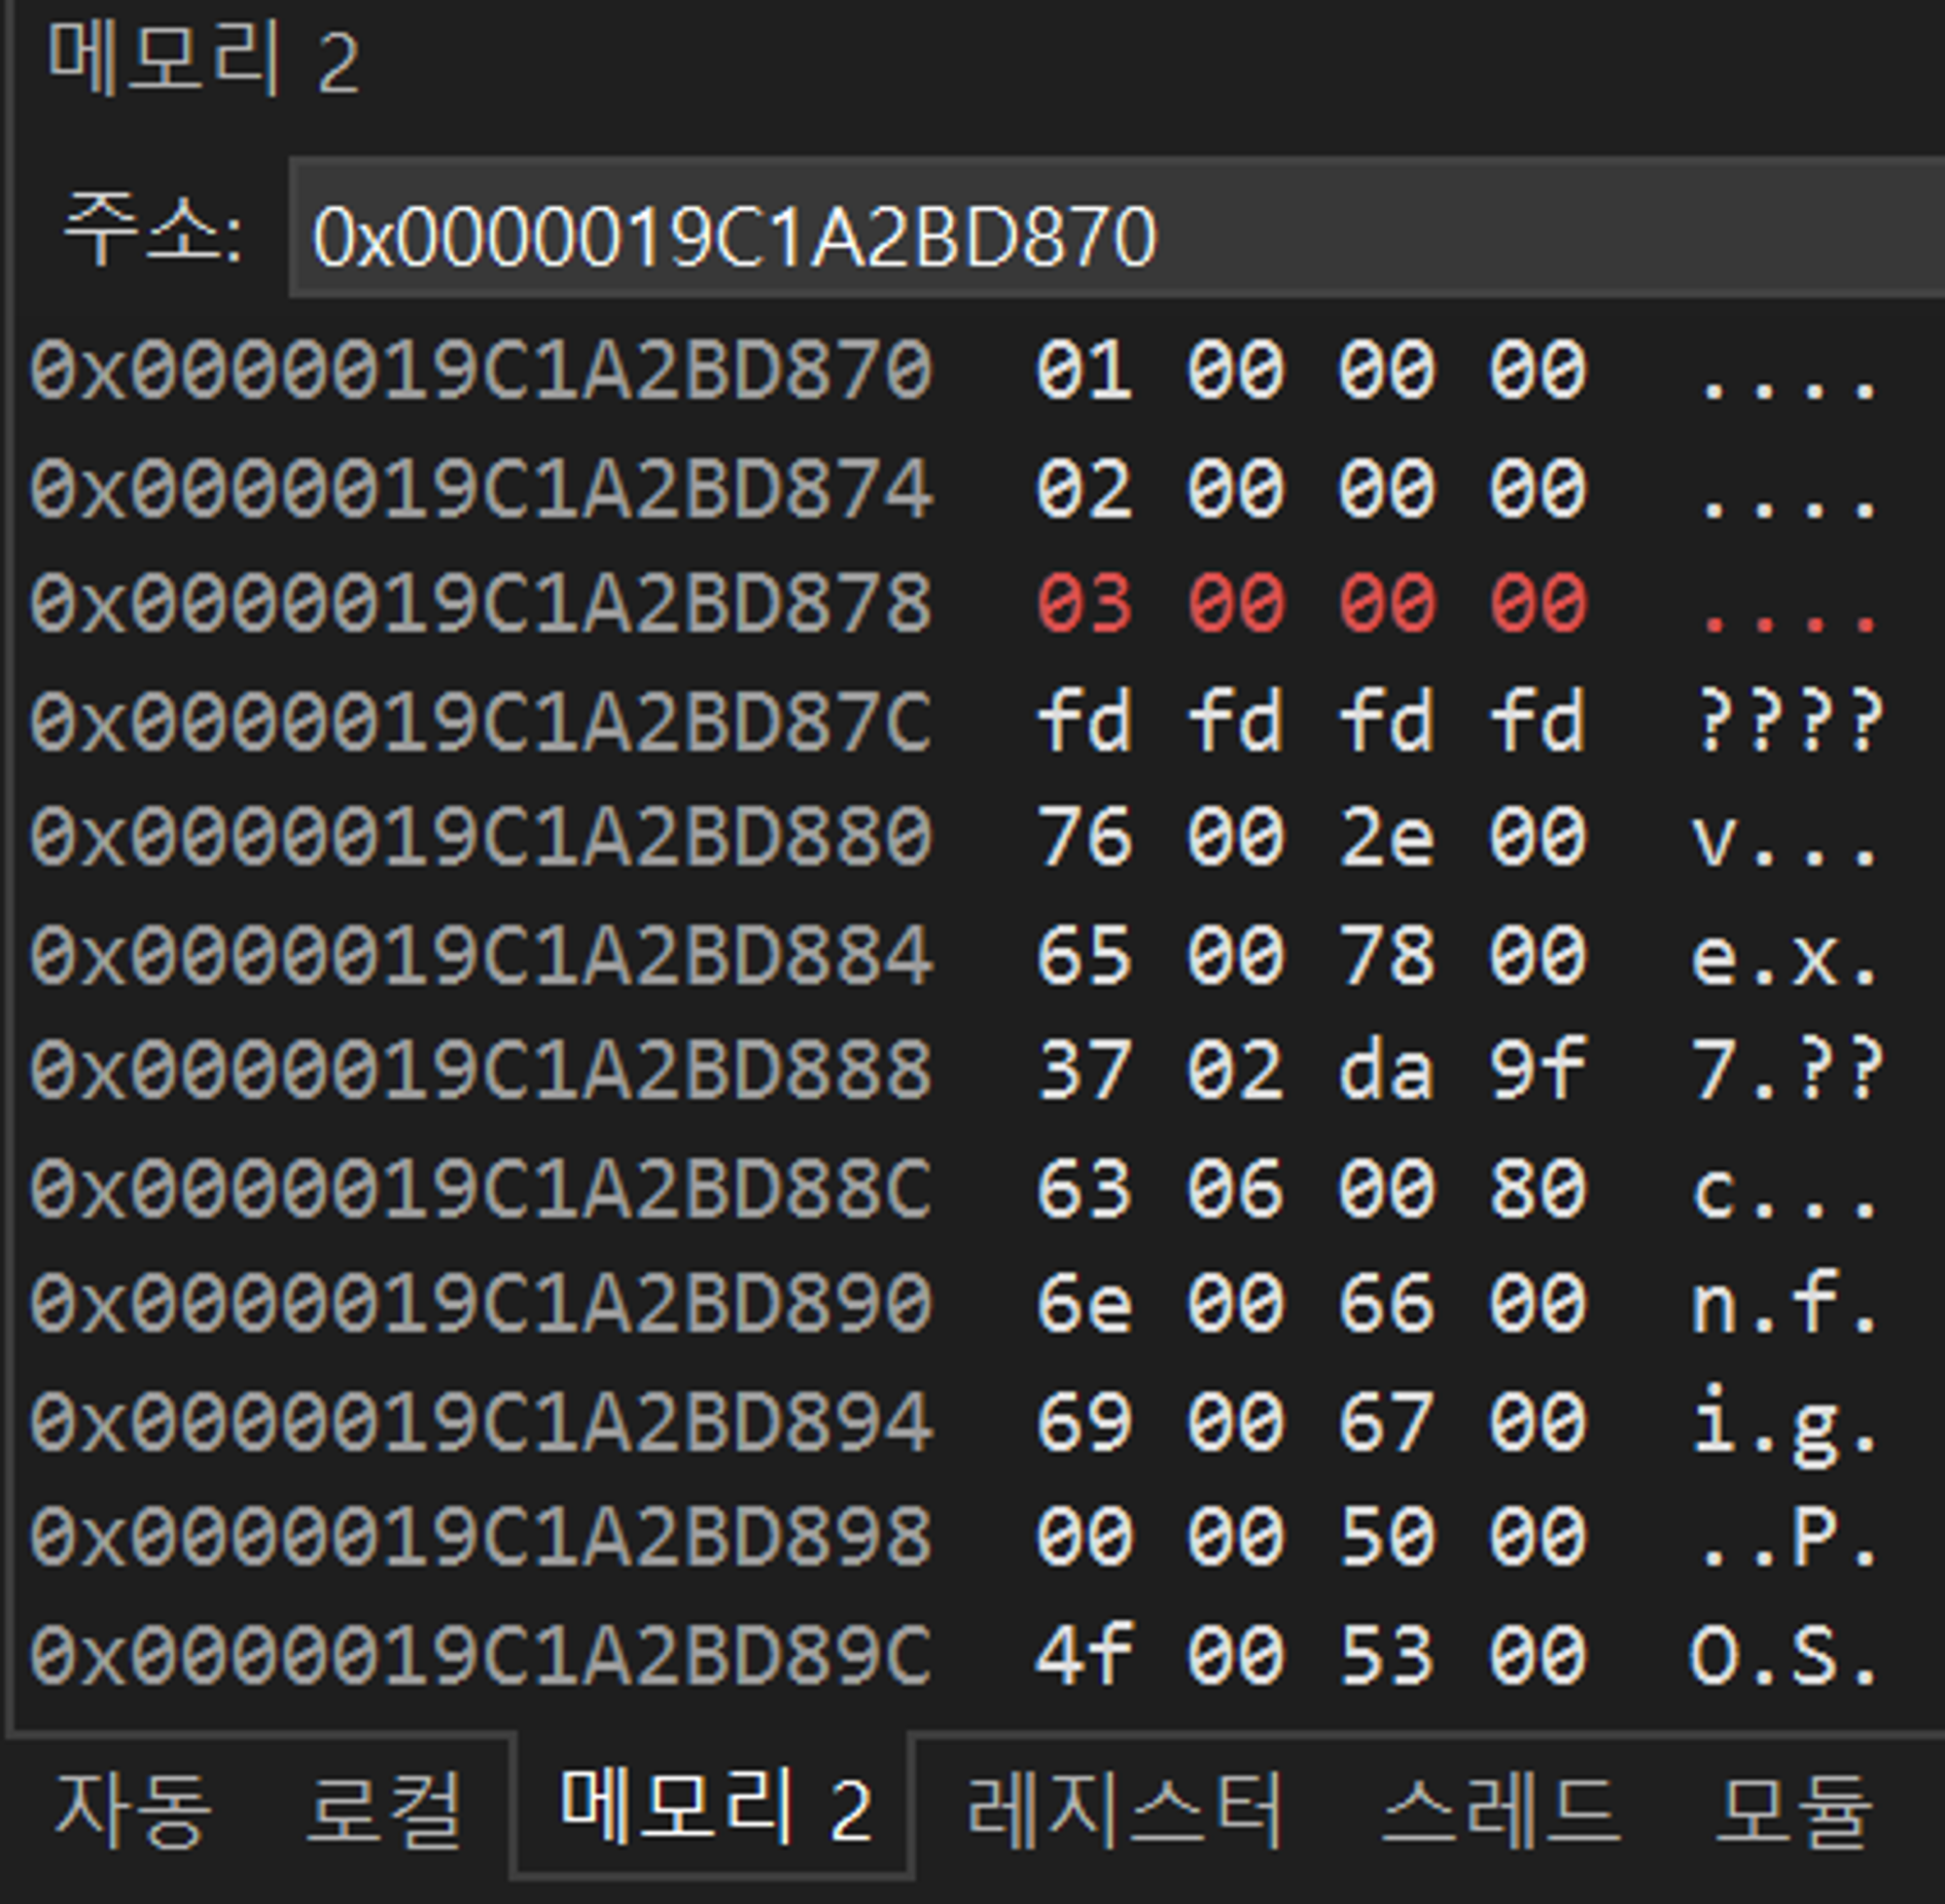 메모리 2
주소: 0x0000019C1A2BD870
0x0000019C1A2BD870 01 00 00 00 ....
0x0000019C1A2BD874 02 00 00 00 ....
0x0000019C1A2BD878 03 00 00 00 ....
0x0000019C1A2BD87C fd fd fd fd ????
0x0000019C1A2BD880 76 00 2e 00 v...
0x0000019C1A2BD884 65 00 78 00 e.x.
0x0000019C1A2BD888 37 02 da 9f 7.??
0x0000019C1A2BD88C 63 06 00 80 c...
0x0000019C1A2BD890 6e 00 66 00 n.f.
0x0000019C1A2BD894 69 00 67 00 i.g.
0x0000019C1A2BD898 00 00 50 00 ..P.
0x0000019C1A2BD89C 4f 00 53 00 O.S.
자동 로컬 메모리 2 레지스터 스레드 모듈